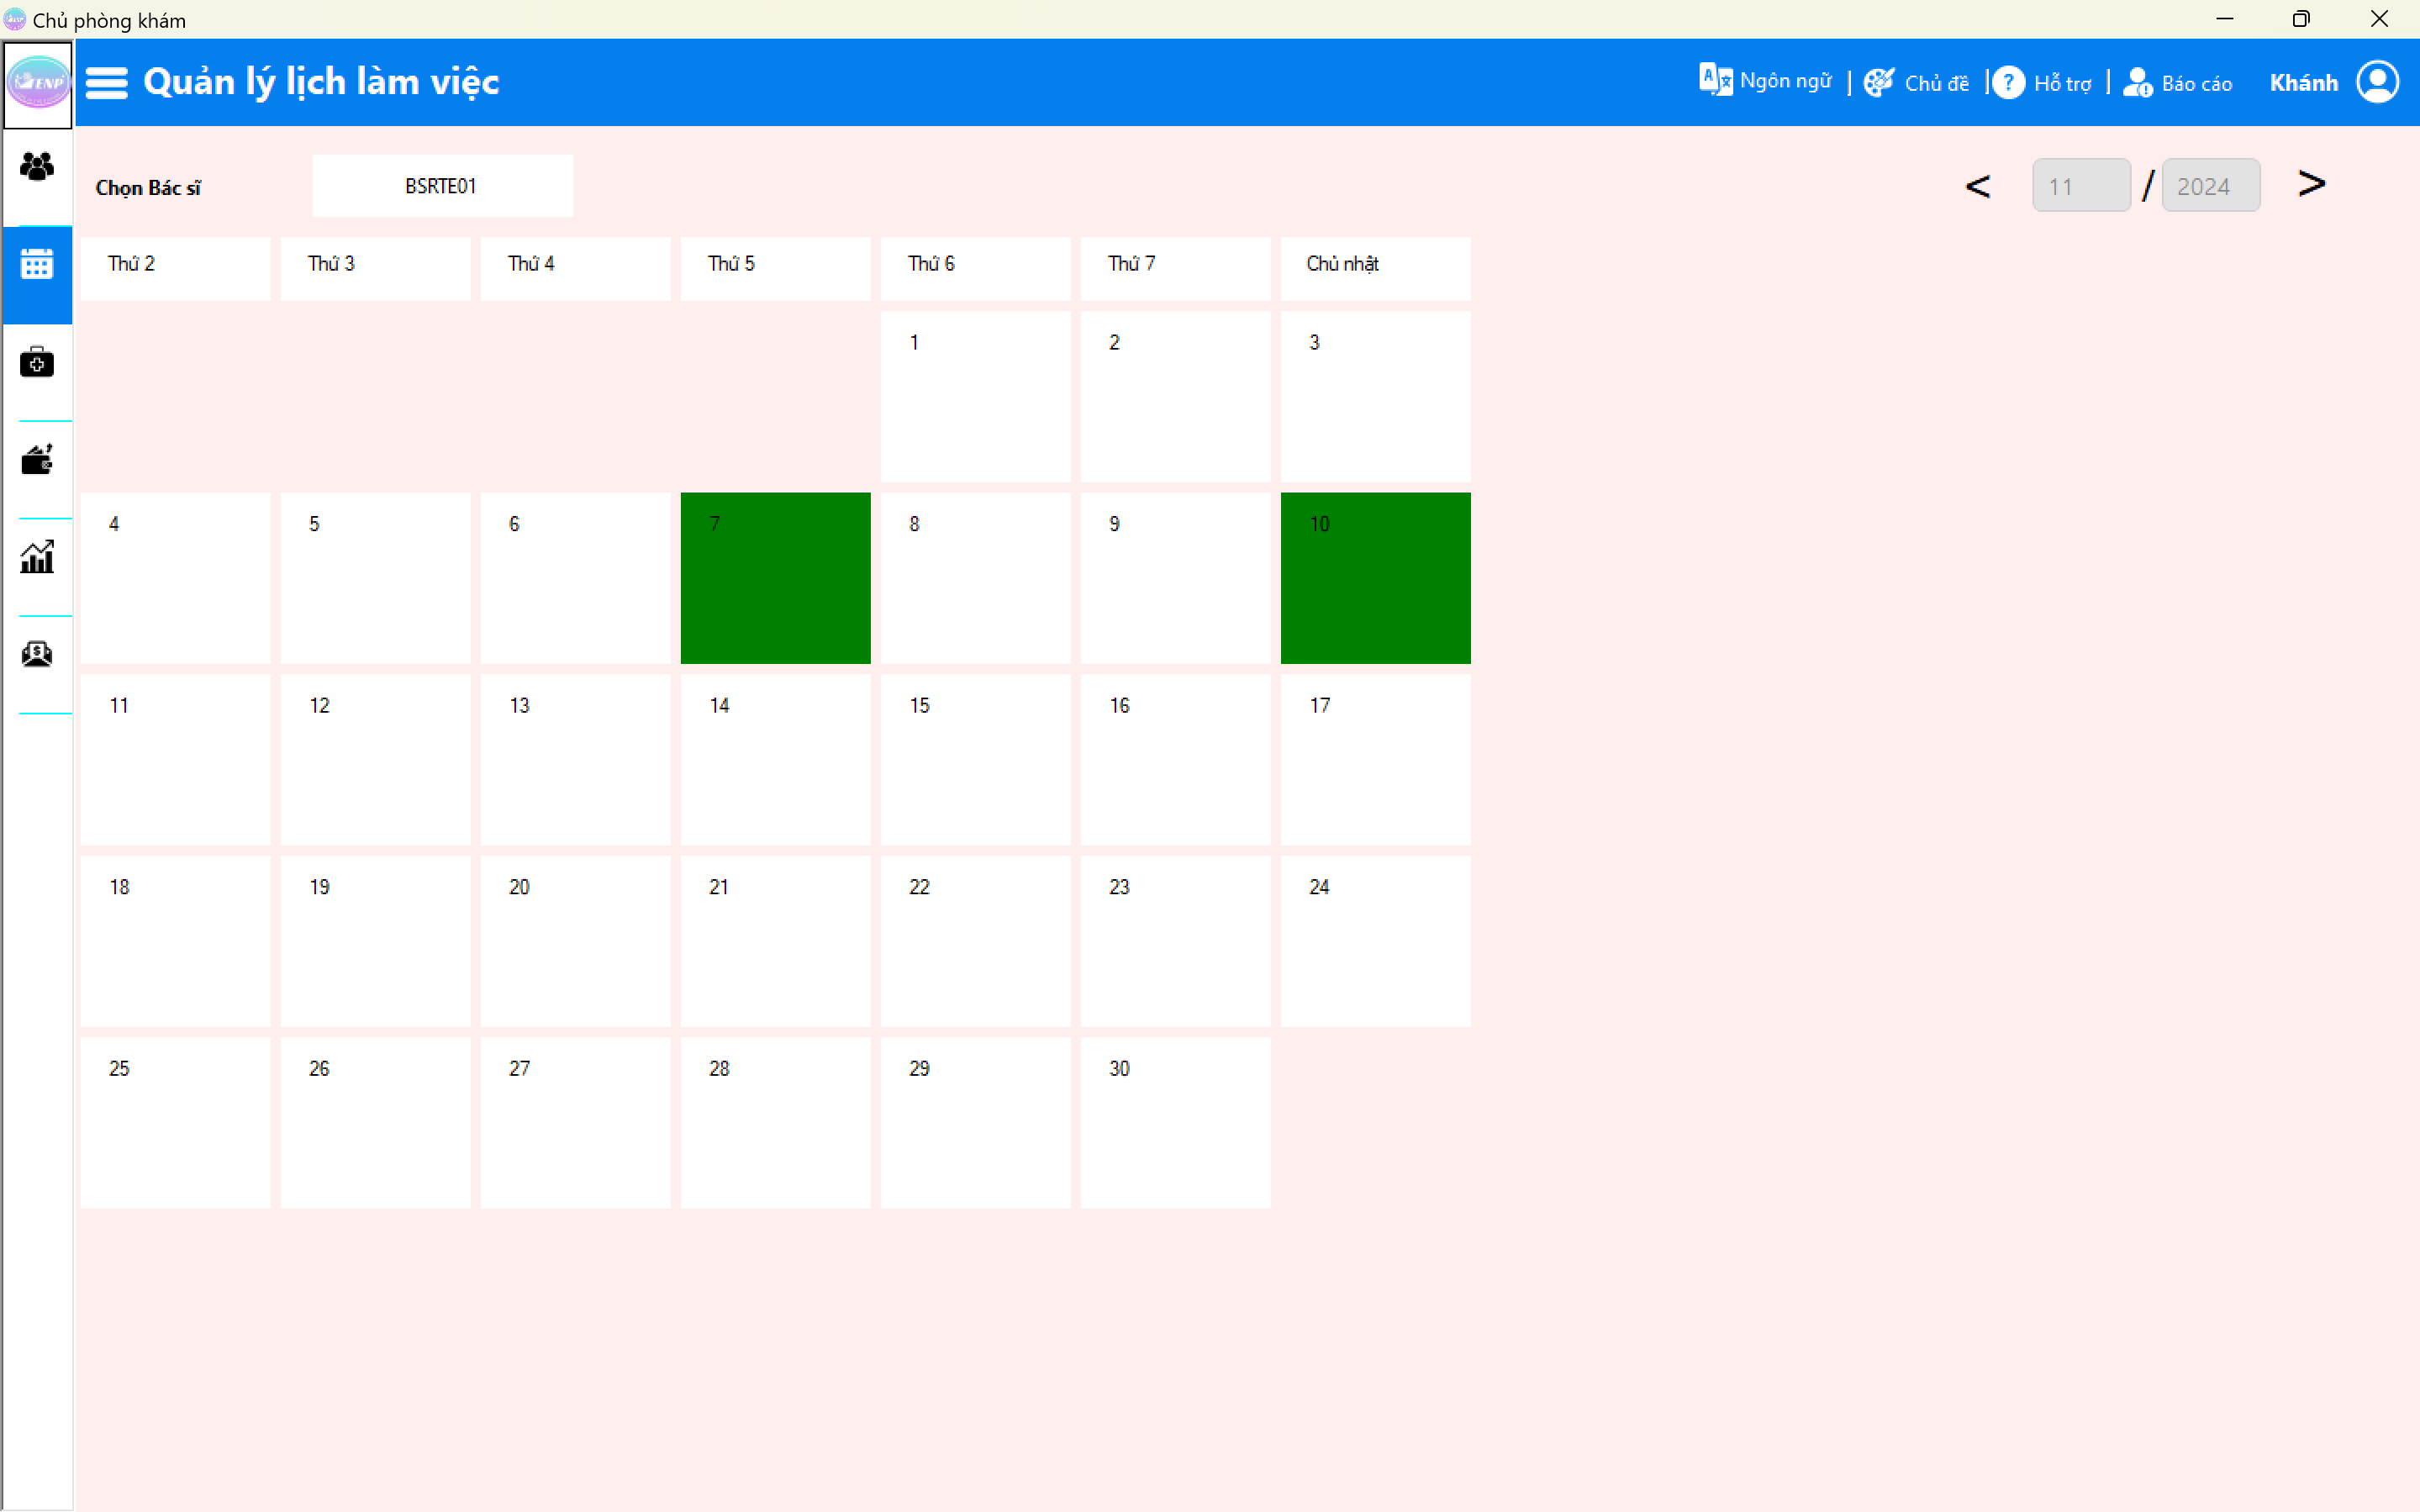 Chủ phòng khám
ENP
Quản lý lịch làm việc
Ngôn ngữ | Chủ đề | Hỗ trợ | Báo cáo Khánh
Chọn Bác sĩ BSRTE01 < 11 / 2024 >
Thứ 2 Thứ 3 Thứ 4 Thứ 5 Thứ 6 Thứ 7 Chủ nhật
1 2 3
4 5 6 7 8 9 10
11 12 13 14 15 16 17
18 19 20 21 22 23 24
25 26 27 28 29 30